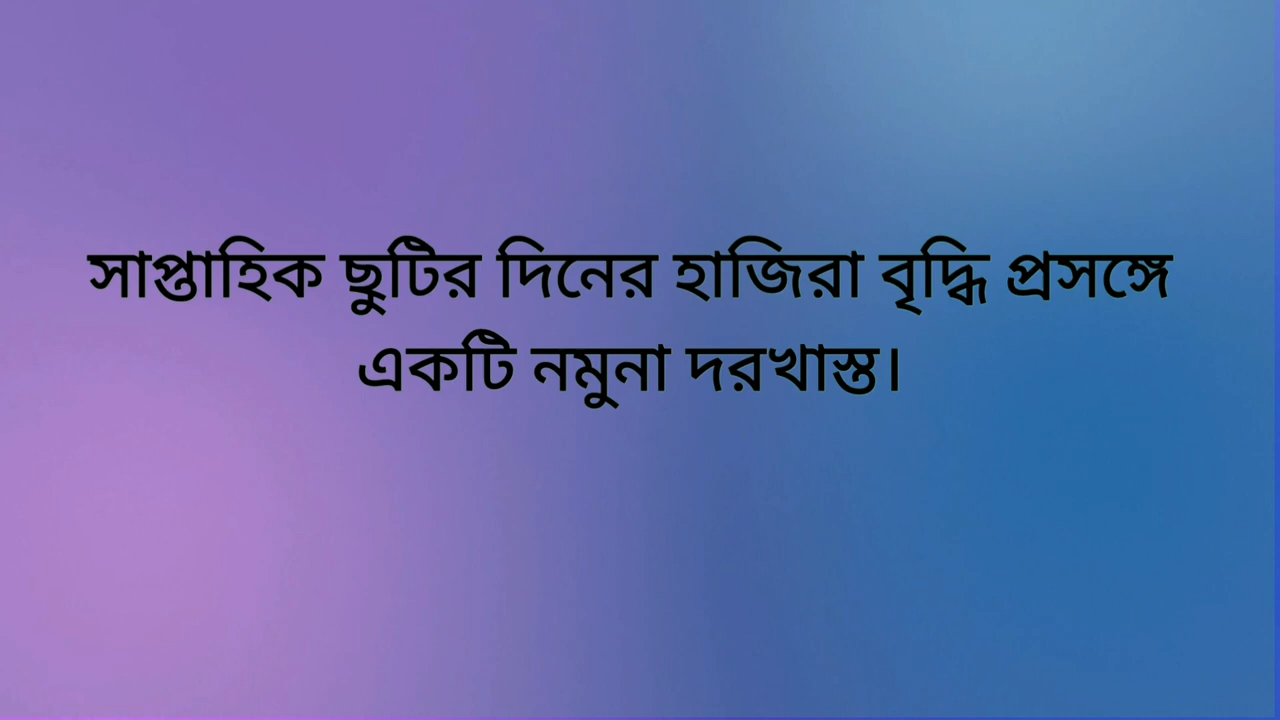 সাপ্তাহিক ছুটির দিনের হাজিরা বৃদ্ধি প্রসঙ্গে
একটি নমুনা দরখাস্ত।